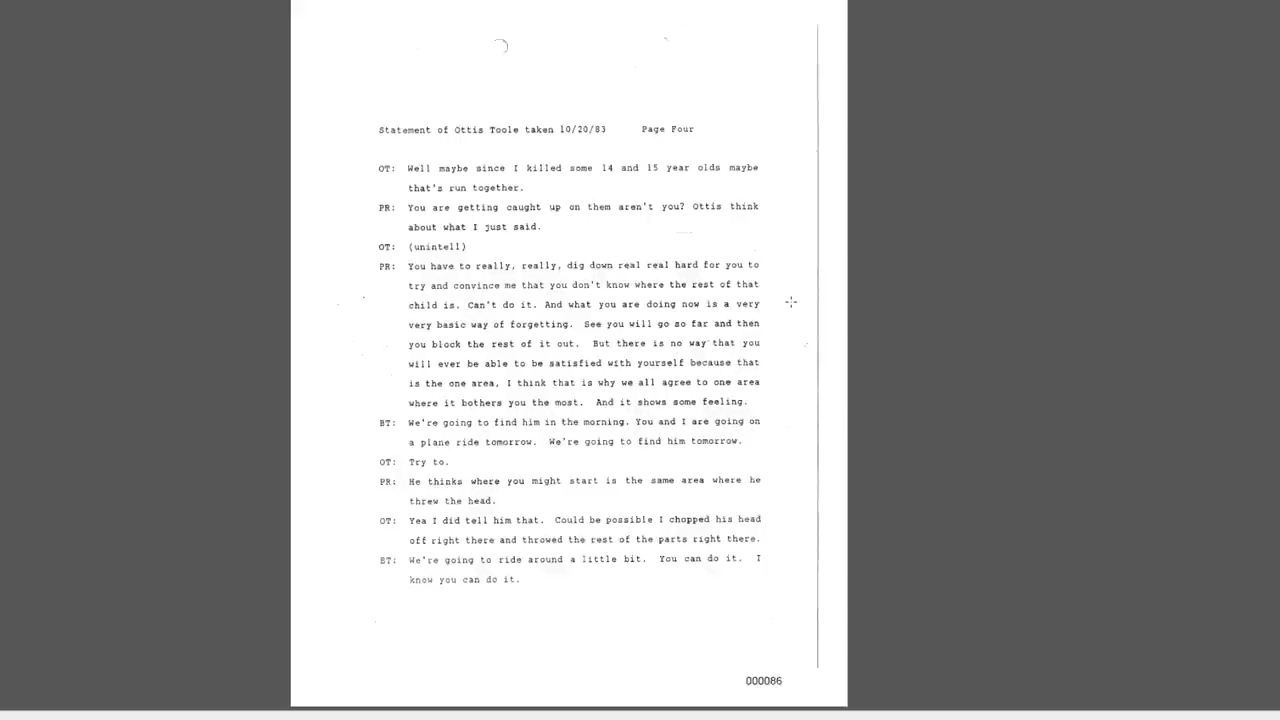 Statement of Ottis Toole taken 10/20/83 Page Four
OT: Well maybe since I killed some 14 and 15 year olds maybe
that's run together.
PR: You are getting caught up on them aren't you? Ottis think
about what I just said.
OT: (unintell)
PR: You have to really, really, dig down real real hard for you to
try and convince me that you don't know where the rest of that
child is. Can't do it. And what you are doing now is a very
very basic way of forgetting. See you will go so far and then
you block the rest of it out. But there is no way that you
will ever be able to be satisfied with yourself because that
is the one area, I think that is why we all agree to one area
where it bothers you the most. And it shows some feeling.
BT: We're going to find him in the morning. You and I are going on
a plane ride tomorrow. We're going to find him tomorrow.
OT: Try to.
PR: He thinks where you might start is the same area where he
threw the head.
OT: Yea I did tell him that. Could be possible I chopped his head
off right there and throwed the rest of the parts right there.
BT: We're going to ride around a little bit. You can do it. I
know you can do it.
000086